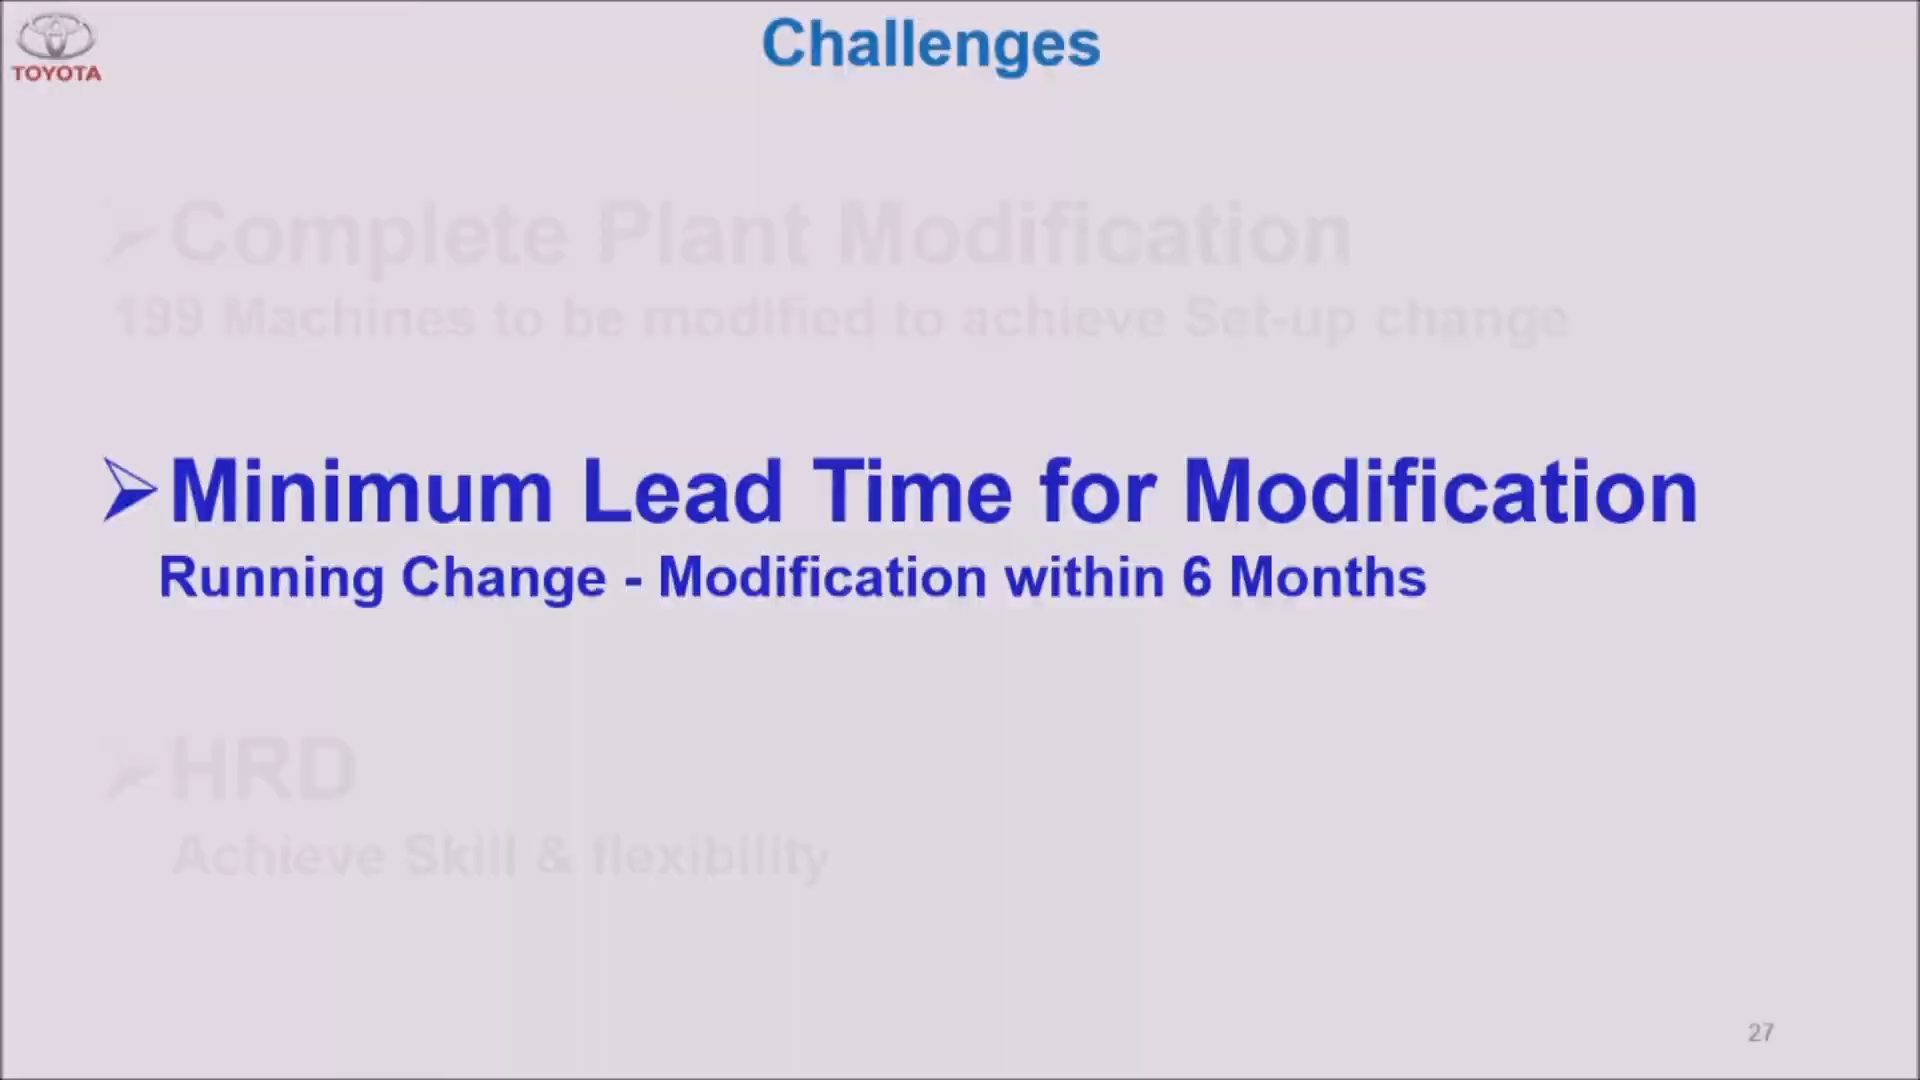 TOYOTA
Challenges
➢Complete Plant Modification
199 Machines to be modified to achieve Set-up change
➢Minimum Lead Time for Modification
Running Change - Modification within 6 Months
➢HRD
Achieve Skill & flexibility
27